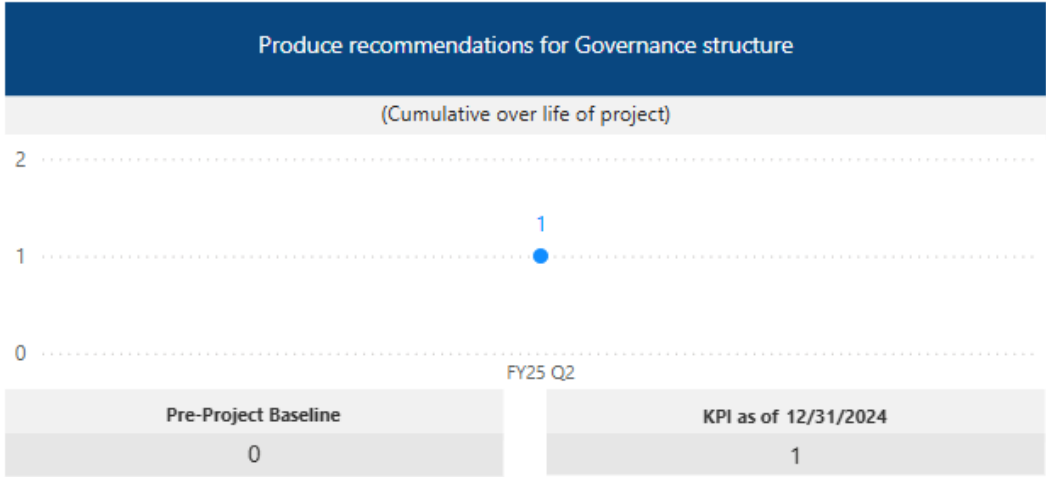 Produce recommendations for Governance structure
(Cumulative over life of project)
2
1
1
0
FY25 Q2
Pre-Project Baseline
KPI as of 12/31/2024
0
1